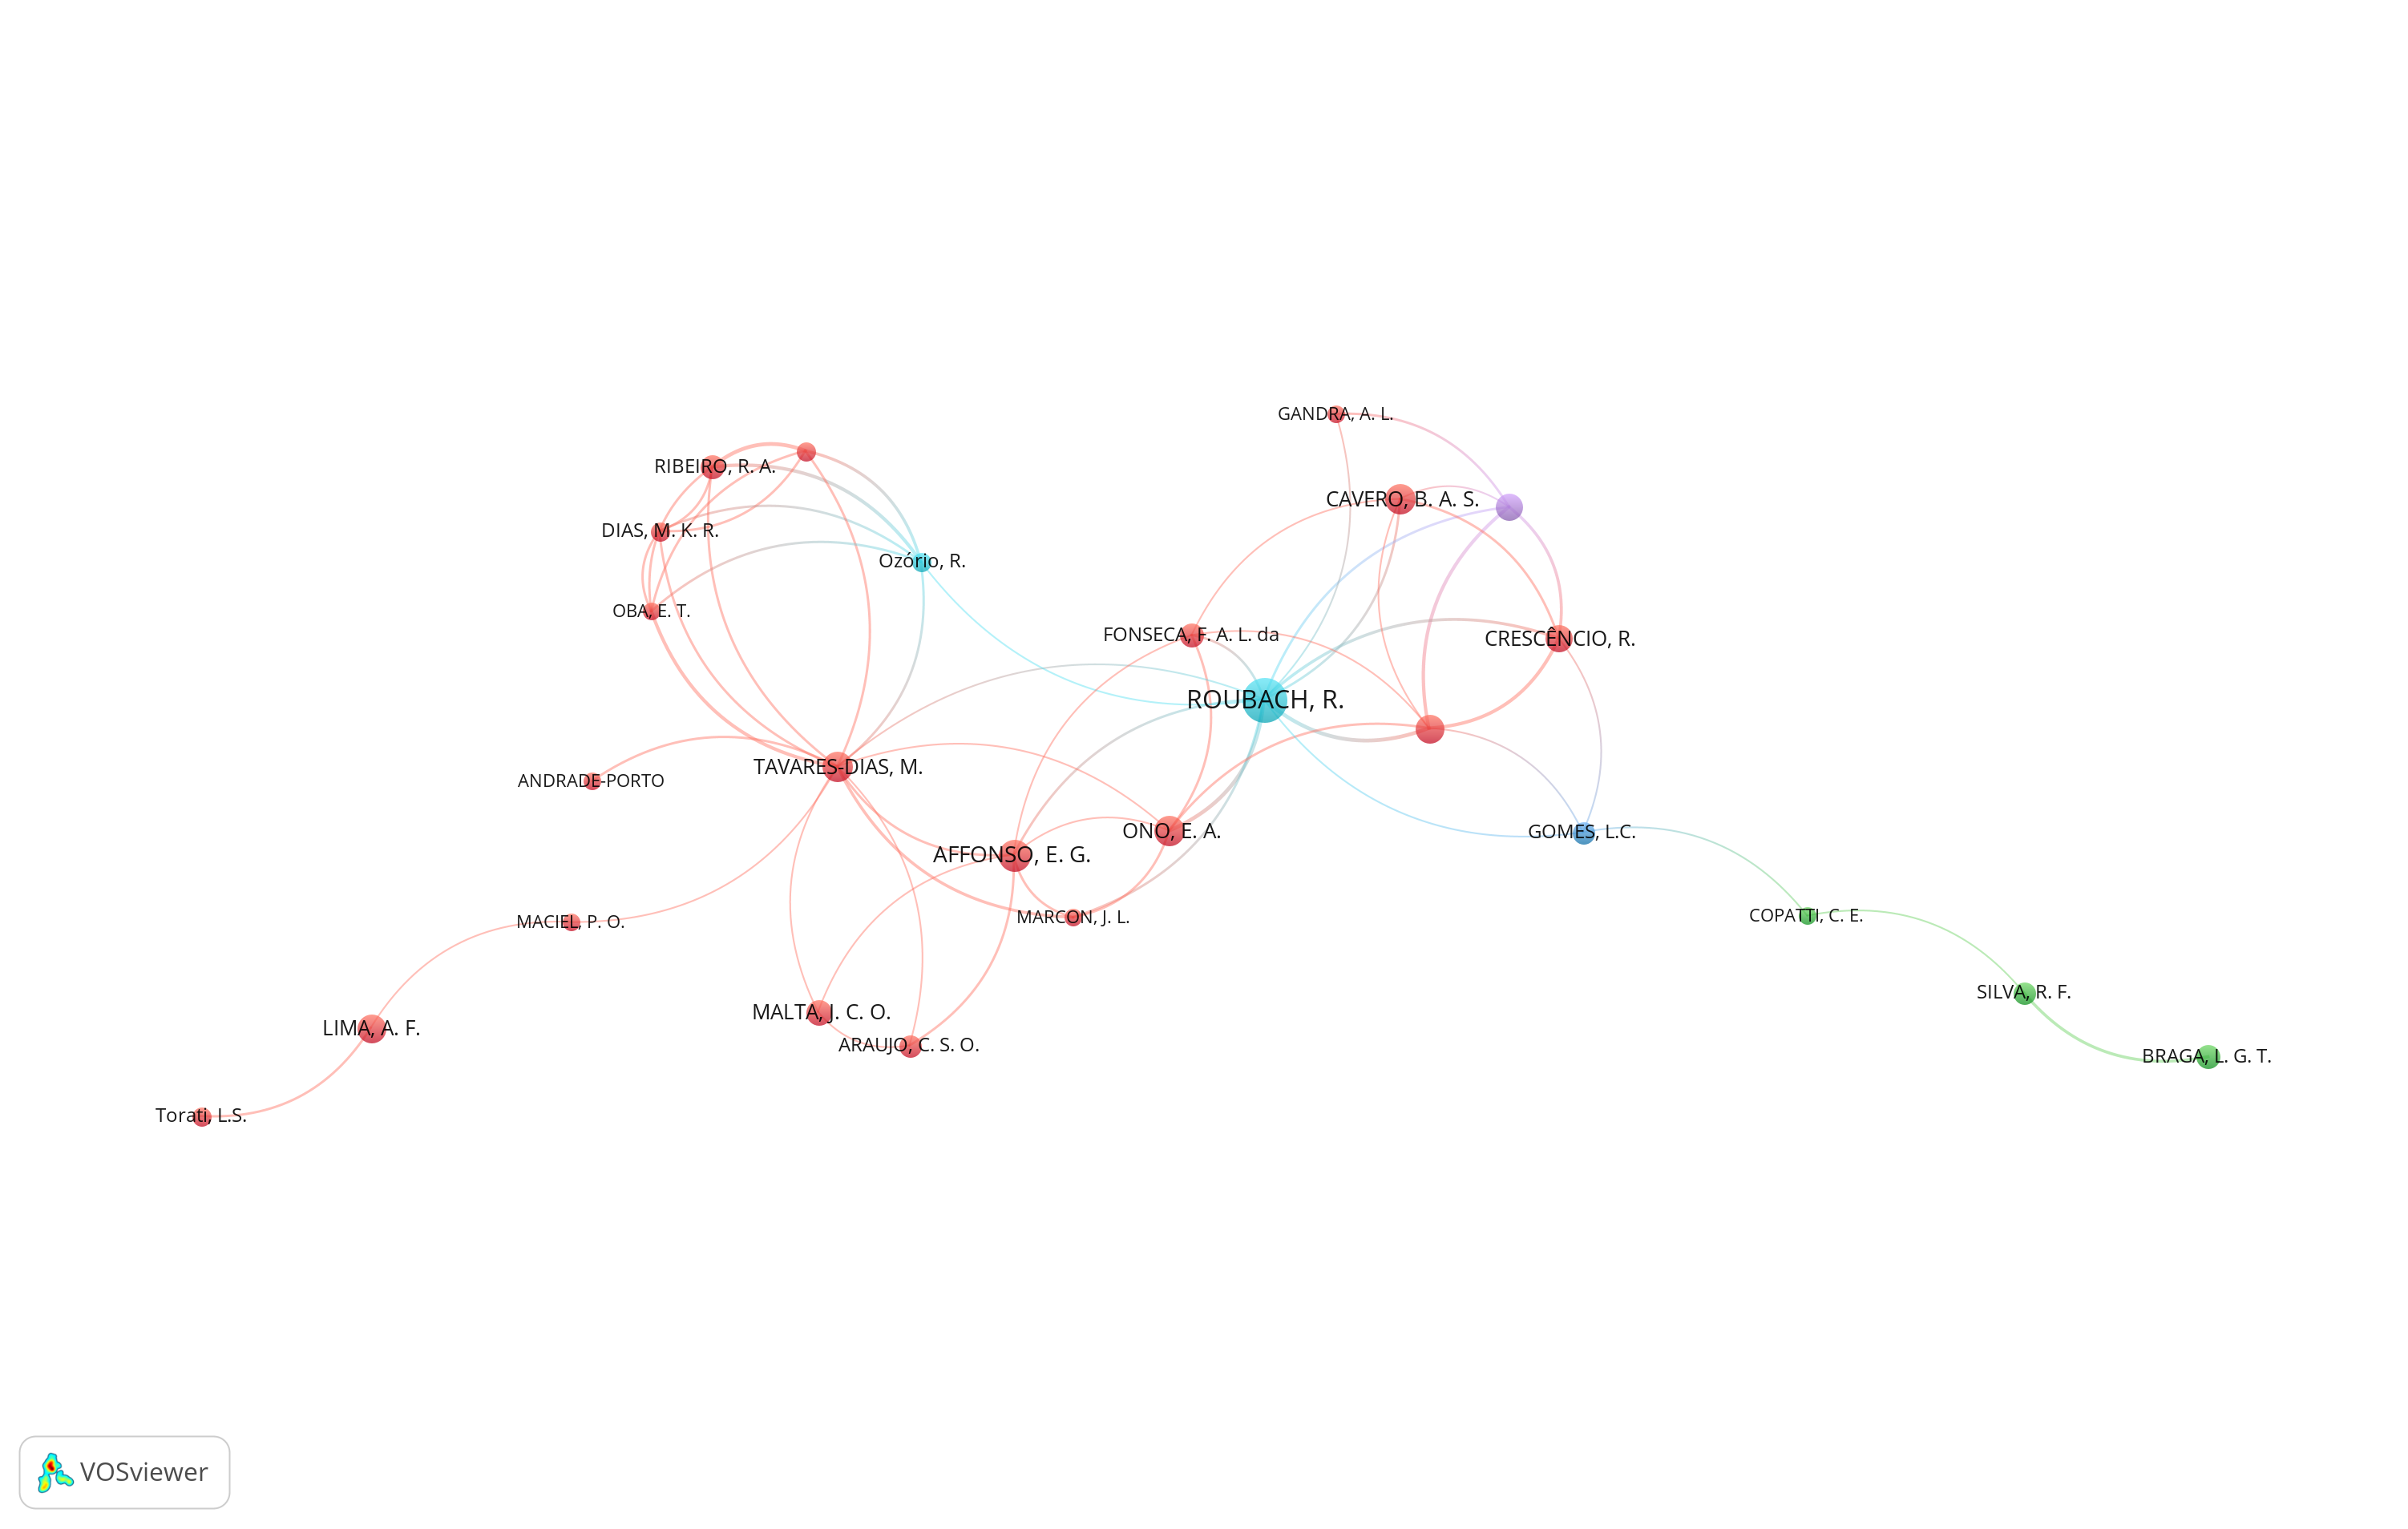 GANDRA, A. L.
RIBEIRO, R. A.
CAVERO, B. A. S.
DIAS, M. K. R.
Ozório, R.
OBA, E. T.
FONSECA, F. A. L. da
CRESCÊNCIO, R.
ROUBACH, R.
TAVARES-DIAS, M.
ANDRADE-PORTO
ONO, E. A.
GOMES, L.C.
AFFONSO, E. G.
MARCON, J. L.
COPATTI, C. E.
MACIEL, P. O.
SILVA, R. F.
MALTA, J. C. O.
LIMA, A. F.
ARAUJO, C. S. O.
BRAGA, L. G. T.
Torati, L.S.
VOSviewer